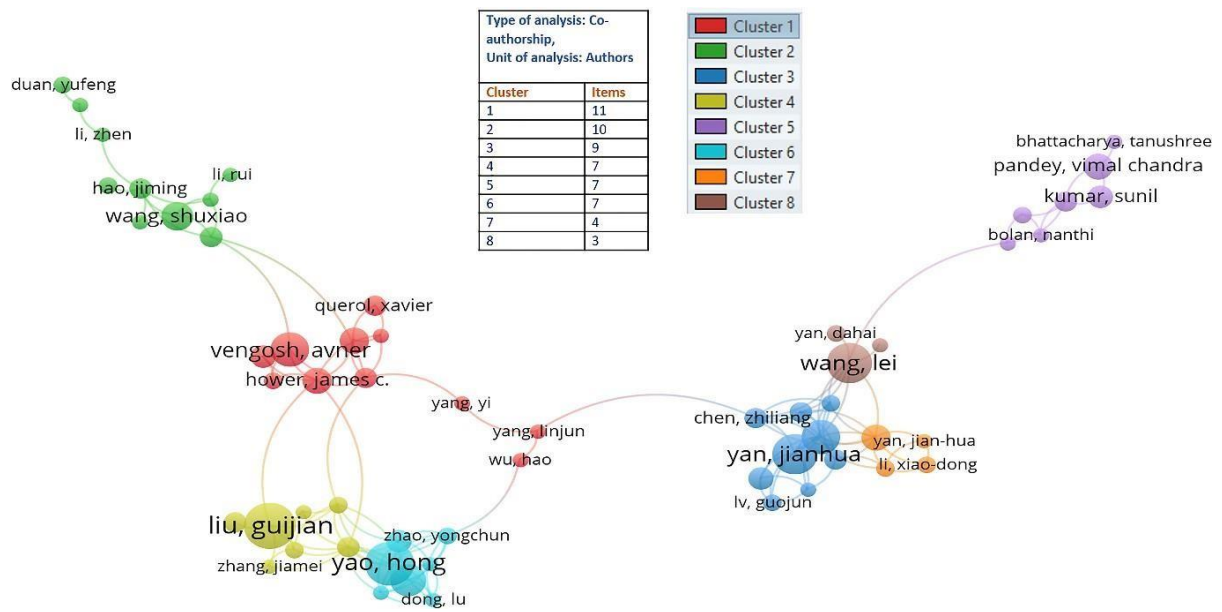 Type of analysis: Co-
authorship,
Unit of analysis: Authors
Cluster Items
1 11
2 10
3 9
4 7
5 7
6 7
7 4
8 3
Cluster 1
Cluster 2
Cluster 3
Cluster 4
Cluster 5
Cluster 6
Cluster 7
Cluster 8
duan, yufeng
li, zhen
li, rui
hao, jiming
wang, shuxiao
bhattacharya, tanushree
pandey, vimal chandra
kumar, sunil
bolan, nanthi
querol, xavier
vengosh, avner
hower, james c.
yang, yi
yang, linjun
wu, hao
yan, dahai
wang, lei
chen, zhiliang
yan, jianhua
yan, jian-hua
li, xiao-dong
lv, guojun
liu, guijian
zhang, jiamei
zhao, yongchun
yao, hong
dong, lu